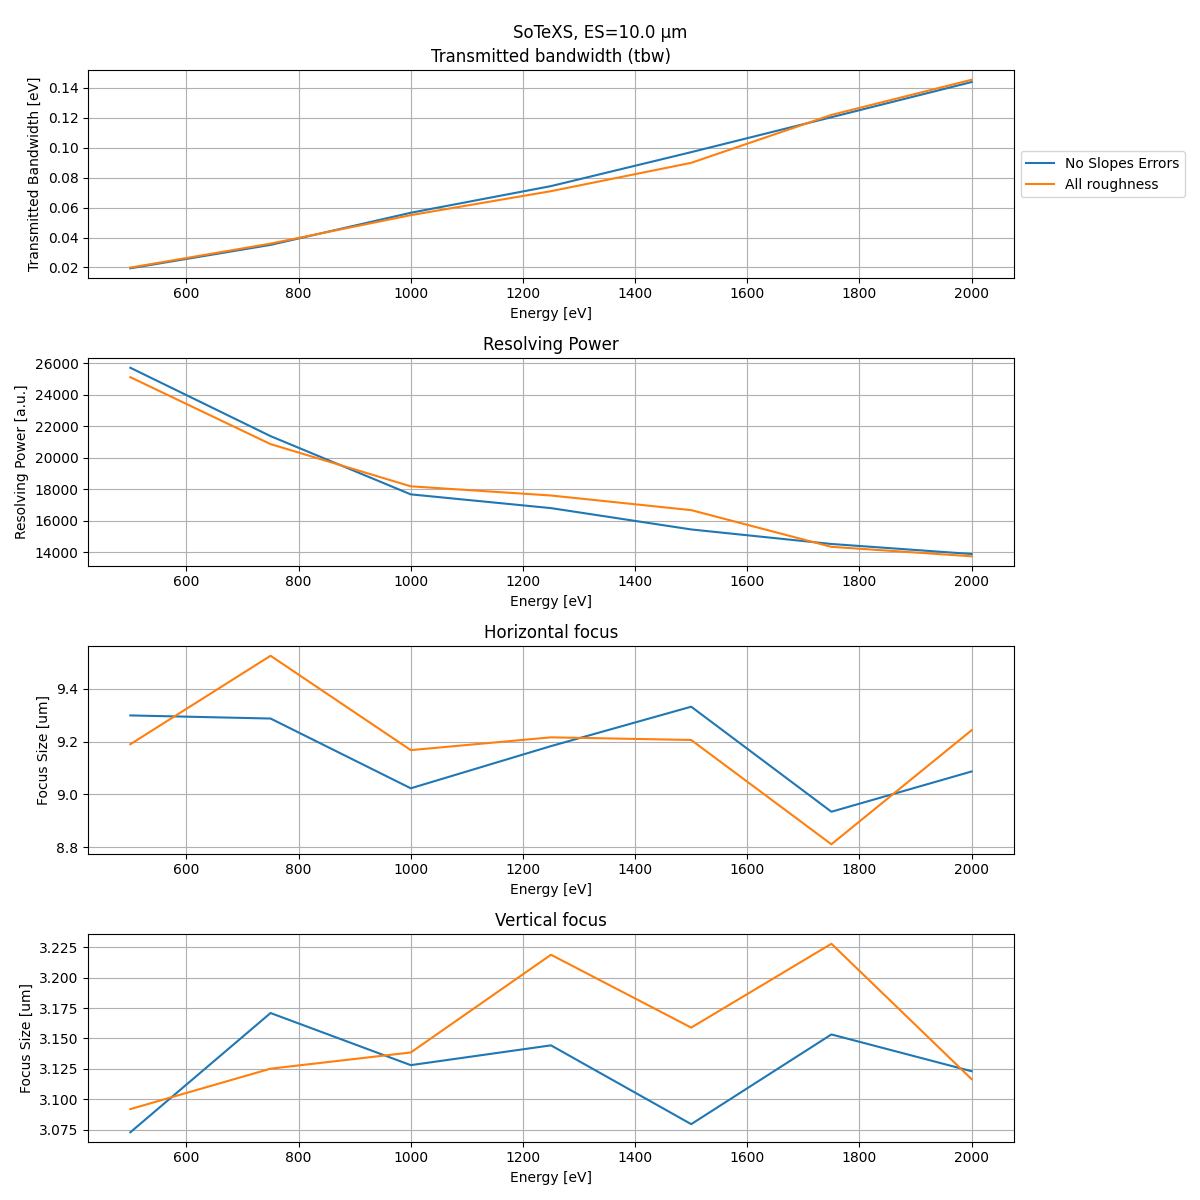 SoTeXS, ES=10.0 μm
Transmitted bandwidth (tbw)
Transmitted Bandwidth [eV]
0.14
0.12
0.10
0.08
0.06
0.04
0.02
600 800 1000 1200 1400 1600 1800 2000
Energy [eV]
No Slopes Errors
All roughness
Resolving Power
Resolving Power [a.u.]
26000
24000
22000
20000
18000
16000
14000
600 800 1000 1200 1400 1600 1800 2000
Energy [eV]
Horizontal focus
Focus Size [um]
9.4
9.2
9.0
8.8
600 800 1000 1200 1400 1600 1800 2000
Energy [eV]
Vertical focus
Focus Size [um]
3.225
3.200
3.175
3.150
3.125
3.100
3.075
600 800 1000 1200 1400 1600 1800 2000
Energy [eV]